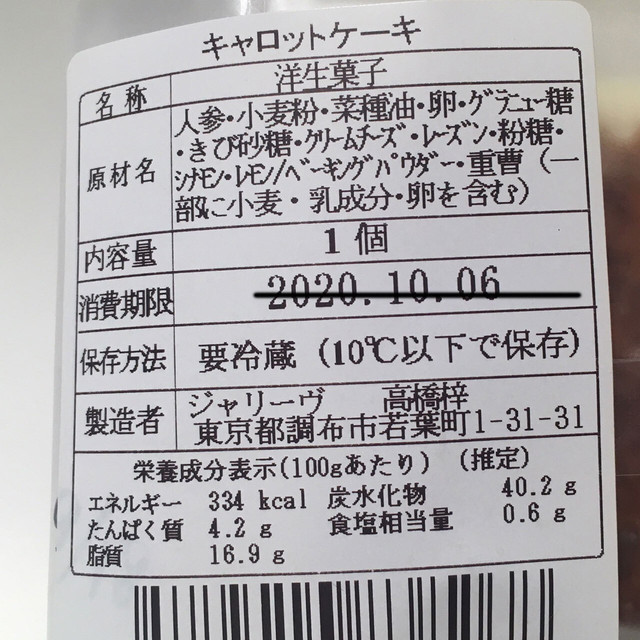 キャロットケーキ
名称 洋生菓子
原材名 人参・小麦粉・菜種油・卵・グラニュー糖
・きび砂糖・クリームチーズ・レーズン・粉糖・
シナモン・レモン/ベーキングパウダー・重曹（一
部に小麦・乳成分・卵を含む）
内容量 1個
消費期限 2020.10.06
保存方法 要冷蔵（10℃以下で保存）
製造者 ジャリーヴ 高橋梓
東京都調布市若葉町1-31-31
栄養成分表示(100gあたり) (推定)
エネルギー 334 kcal 炭水化物 40.2 g
たんぱく質 4.2 g 食塩相当量 0.6 g
脂質 16.9 g